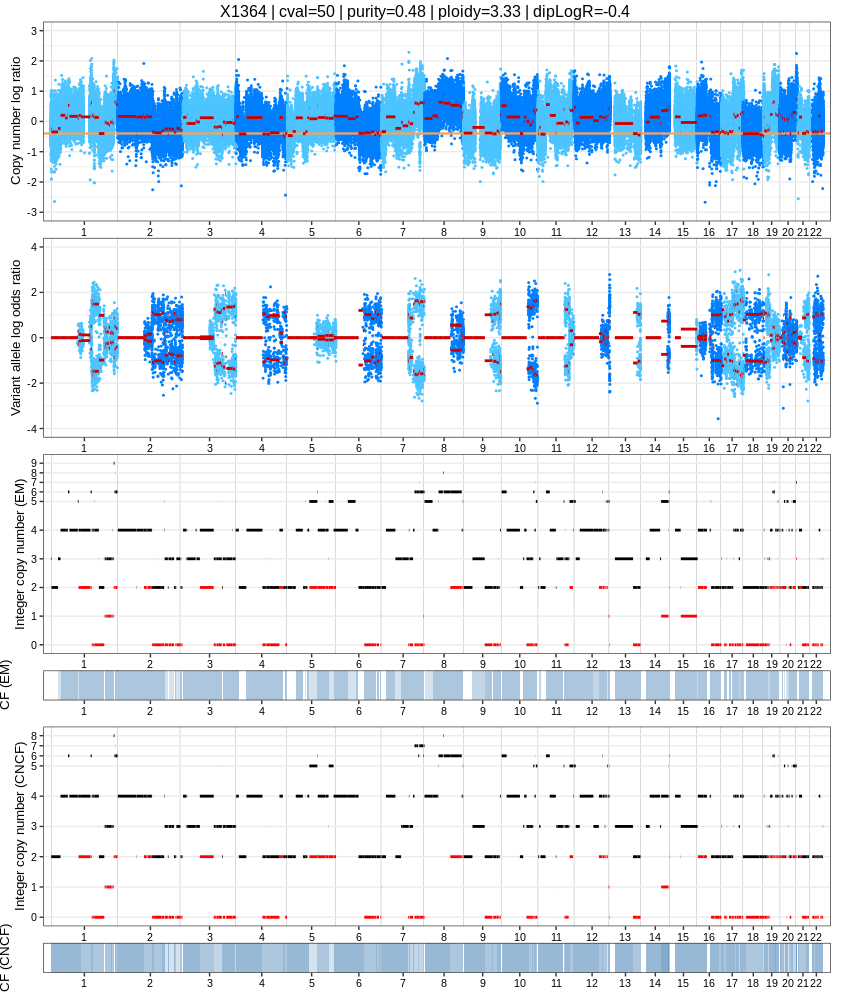 X1364 | cval=50 | purity=0.48 | ploidy=3.33 | dipLogR=-0.4
Copy number log ratio
3
2
1
0
-1
-2
-3
1 2 3 4 5 6 7 8 9 10 11 12 13 14 15 16 17 18 19 20 21 22
Variant allele log odds ratio
4
2
0
-2
-4
1 2 3 4 5 6 7 8 9 10 11 12 13 14 15 16 17 18 19 20 21 22
Integer copy number (EM)
9
8
7
6
5
4
3
2
1
0
1 2 3 4 5 6 7 8 9 10 11 12 13 14 15 16 17 18 19 20 21 22
CF (EM)
1 2 3 4 5 6 7 8 9 10 11 12 13 14 15 16 17 18 19 20 21 22
Integer copy number (CNCF)
8
7
6
5
4
3
2
1
0
1 2 3 4 5 6 7 8 9 10 11 12 13 14 15 16 17 18 19 20 21 22
CF (CNCF)
1 2 3 4 5 6 7 8 9 10 11 12 13 14 15 16 17 18 19 20 21 22